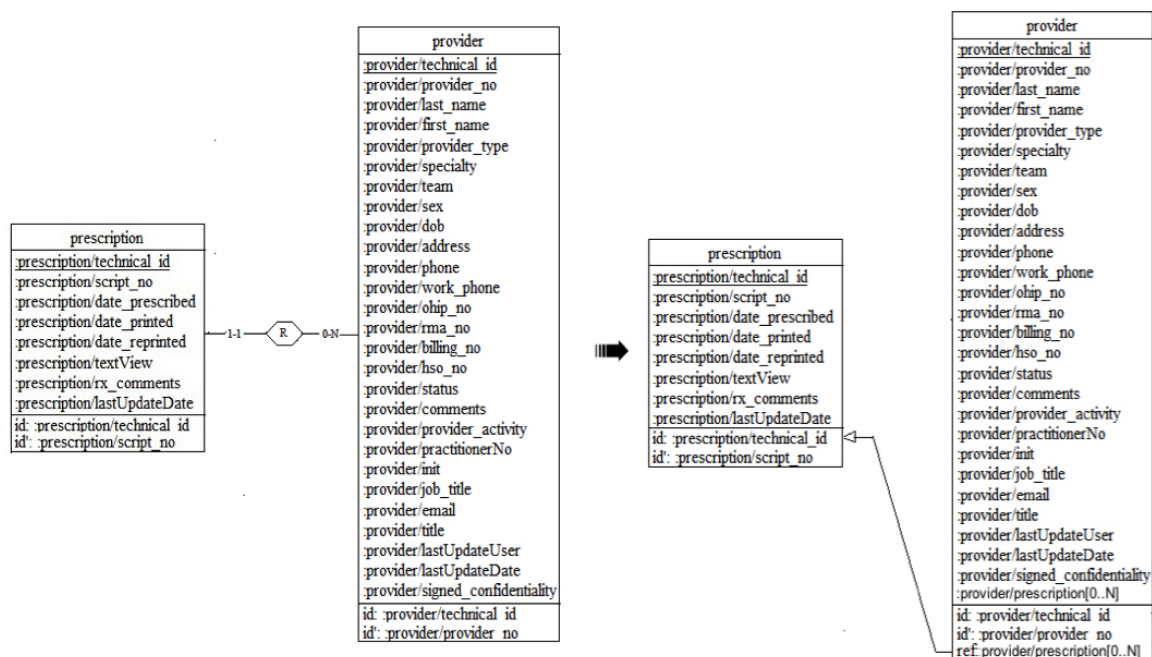 prescription
:prescription/technical_id
:prescription/script_no
:prescription/date_prescribed
:prescription/date_printed
:prescription/date_reprinted
:prescription/textView
:prescription/rx_comments
:prescription/lastUpdateDate
id: :prescription/technical_id
id': :prescription/script_no
1-1
R
0-N
provider
:provider/technical_id
:provider/provider_no
:provider/last_name
:provider/first_name
:provider/provider_type
:provider/specialty
:provider/team
:provider/sex
:provider/dob
:provider/address
:provider/phone
:provider/work_phone
:provider/ohip_no
:provider/rma_no
:provider/billing_no
:provider/hso_no
:provider/status
:provider/comments
:provider/provider_activity
:provider/practitionerNo
:provider/init
:provider/job_title
:provider/email
:provider/title
:provider/lastUpdateUser
:provider/lastUpdateDate
:provider/signed_confidentiality
id: :provider/technical_id
id': :provider/provider_no
prescription
:prescription/technical_id
:prescription/script_no
:prescription/date_prescribed
:prescription/date_printed
:prescription/date_reprinted
:prescription/textView
:prescription/rx_comments
:prescription/lastUpdateDate
id: :prescription/technical_id
id': :prescription/script_no
provider
:provider/technical_id
:provider/provider_no
:provider/last_name
:provider/first_name
:provider/provider_type
:provider/specialty
:provider/team
:provider/sex
:provider/dob
:provider/address
:provider/phone
:provider/work_phone
:provider/ohip_no
:provider/rma_no
:provider/billing_no
:provider/hso_no
:provider/status
:provider/comments
:provider/provider_activity
:provider/practitionerNo
:provider/init
:provider/job_title
:provider/email
:provider/title
:provider/lastUpdateUser
:provider/lastUpdateDate
:provider/signed_confidentiality
:provider/prescription[0..N]
id: :provider/technical_id
id': :provider/provider_no
ref: provider/prescription[0..N]